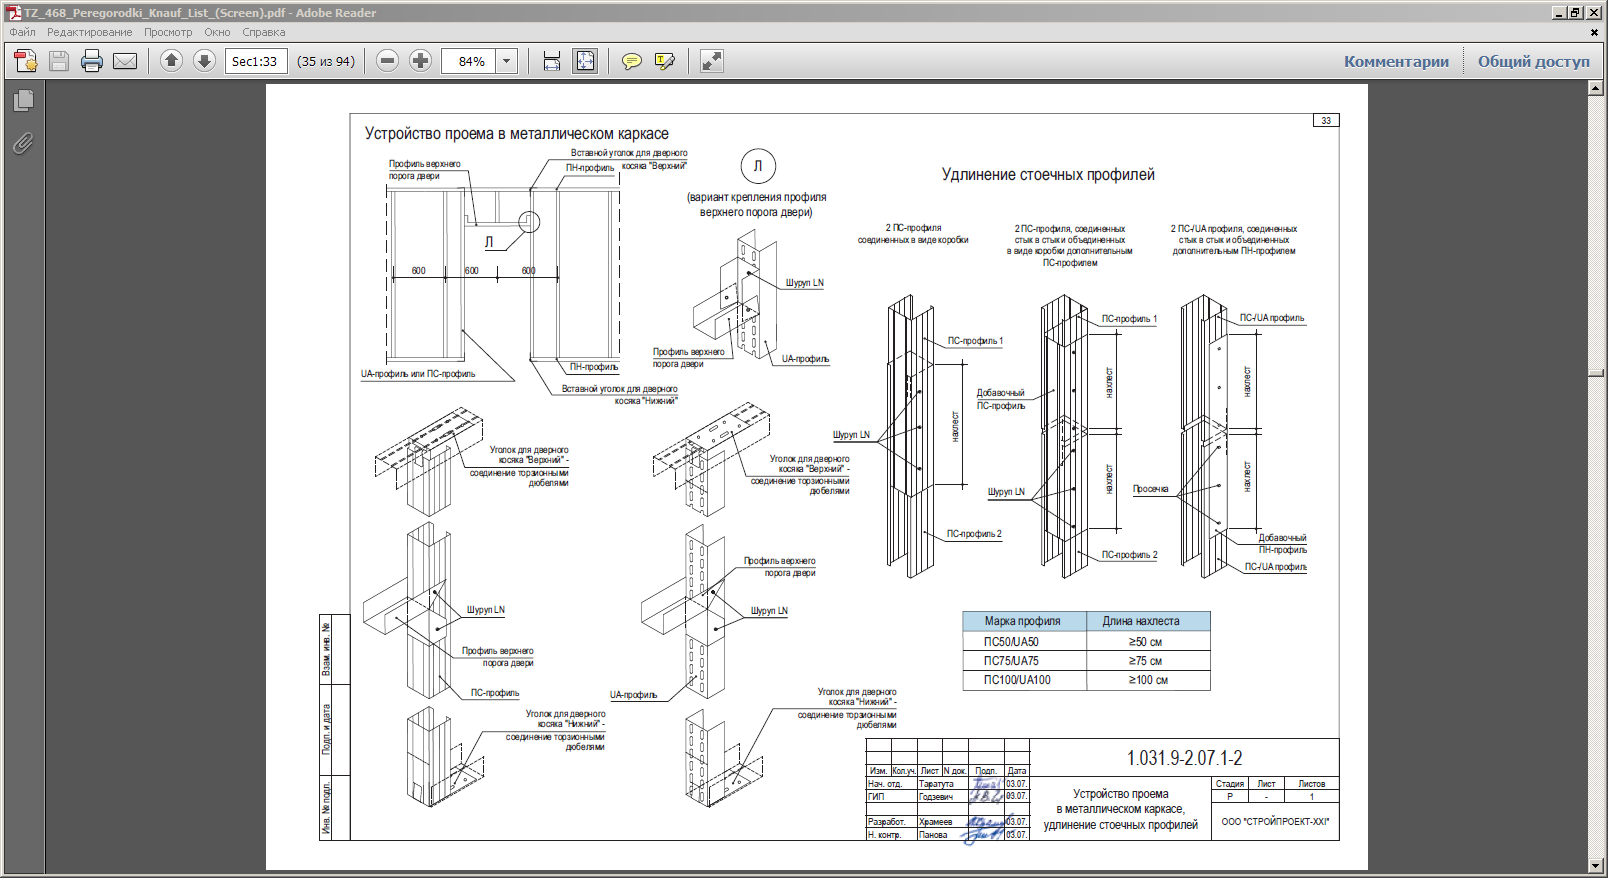 TZ_468_Peregorodki_Knauf_List_(Screen).pdf - Adobe Reader
Файл Редактирование Просмотр Окно Справка
Sec1:33 (35 из 94) 84% Комментарии Общий доступ
33
Устройство проема в металлическом каркасе
Вставной уголок для дверного
косяка "Верхний"
Профиль верхнего
порога двери
ПН-профиль
Л
600 600 600
ПН-профиль
UA-профиль или ПС-профиль
Вставной уголок для дверного
косяка "Нижний"
Л
(вариант крепления профиля
верхнего порога двери)
Шуруп LN
Профиль верхнего
порога двери
UA-профиль
Удлинение стоечных профилей
2 ПС-профиля
соединенных в виде коробки
2 ПС-профиля, соединенных
стык в стык и объединенных
в виде коробки дополнительным
ПС-профилем
2 ПС-/UA профиля, соединенных
стык в стык и объединенных
дополнительным ПН-профилем
ПС-профиль 1
нахлест
Шуруп LN
ПС-профиль 2
ПС-профиль 1
Добавочный
ПС-профиль
нахлест
нахлест
Шуруп LN
ПС-профиль 2
ПС-/UA профиль
нахлест
нахлест
Просечка
Добавочный
ПН-профиль
ПС-/UA профиль
Уголок для дверного
косяка "Верхний" -
соединение торзионными
дюбелями
Шуруп LN
Профиль верхнего
порога двери
ПС-профиль
Уголок для дверного
косяка "Нижний" -
соединение торзионными
дюбелями
Уголок для дверного
косяка "Верхний" -
соединение торзионными
дюбелями
Профиль верхнего
порога двери
Шуруп LN
UA-профиль
Уголок для дверного
косяка "Нижний" -
соединение торзионными
дюбелями
Марка профиля Длина нахлеста
ПС50/UA50 ≥50 см
ПС75/UA75 ≥75 см
ПС100/UA100 ≥100 см
Взам. инв. №
Подп. и дата
Инв. № подл.
1.031.9-2.07.1-2
Изм. Кол.уч. Лист N док. Подп. Дата
Нач. отд. Таратута 03.07.
ГИП Годзевич 03.07.
Разработ. Храмеев 03.07.
Н. контр. Панова 03.07.
Устройство проема
в металлическом каркасе,
удлинение стоечных профилей
Стадия Лист Листов
Р - 1
ООО "СТРОЙПРОЕКТ-XXI"